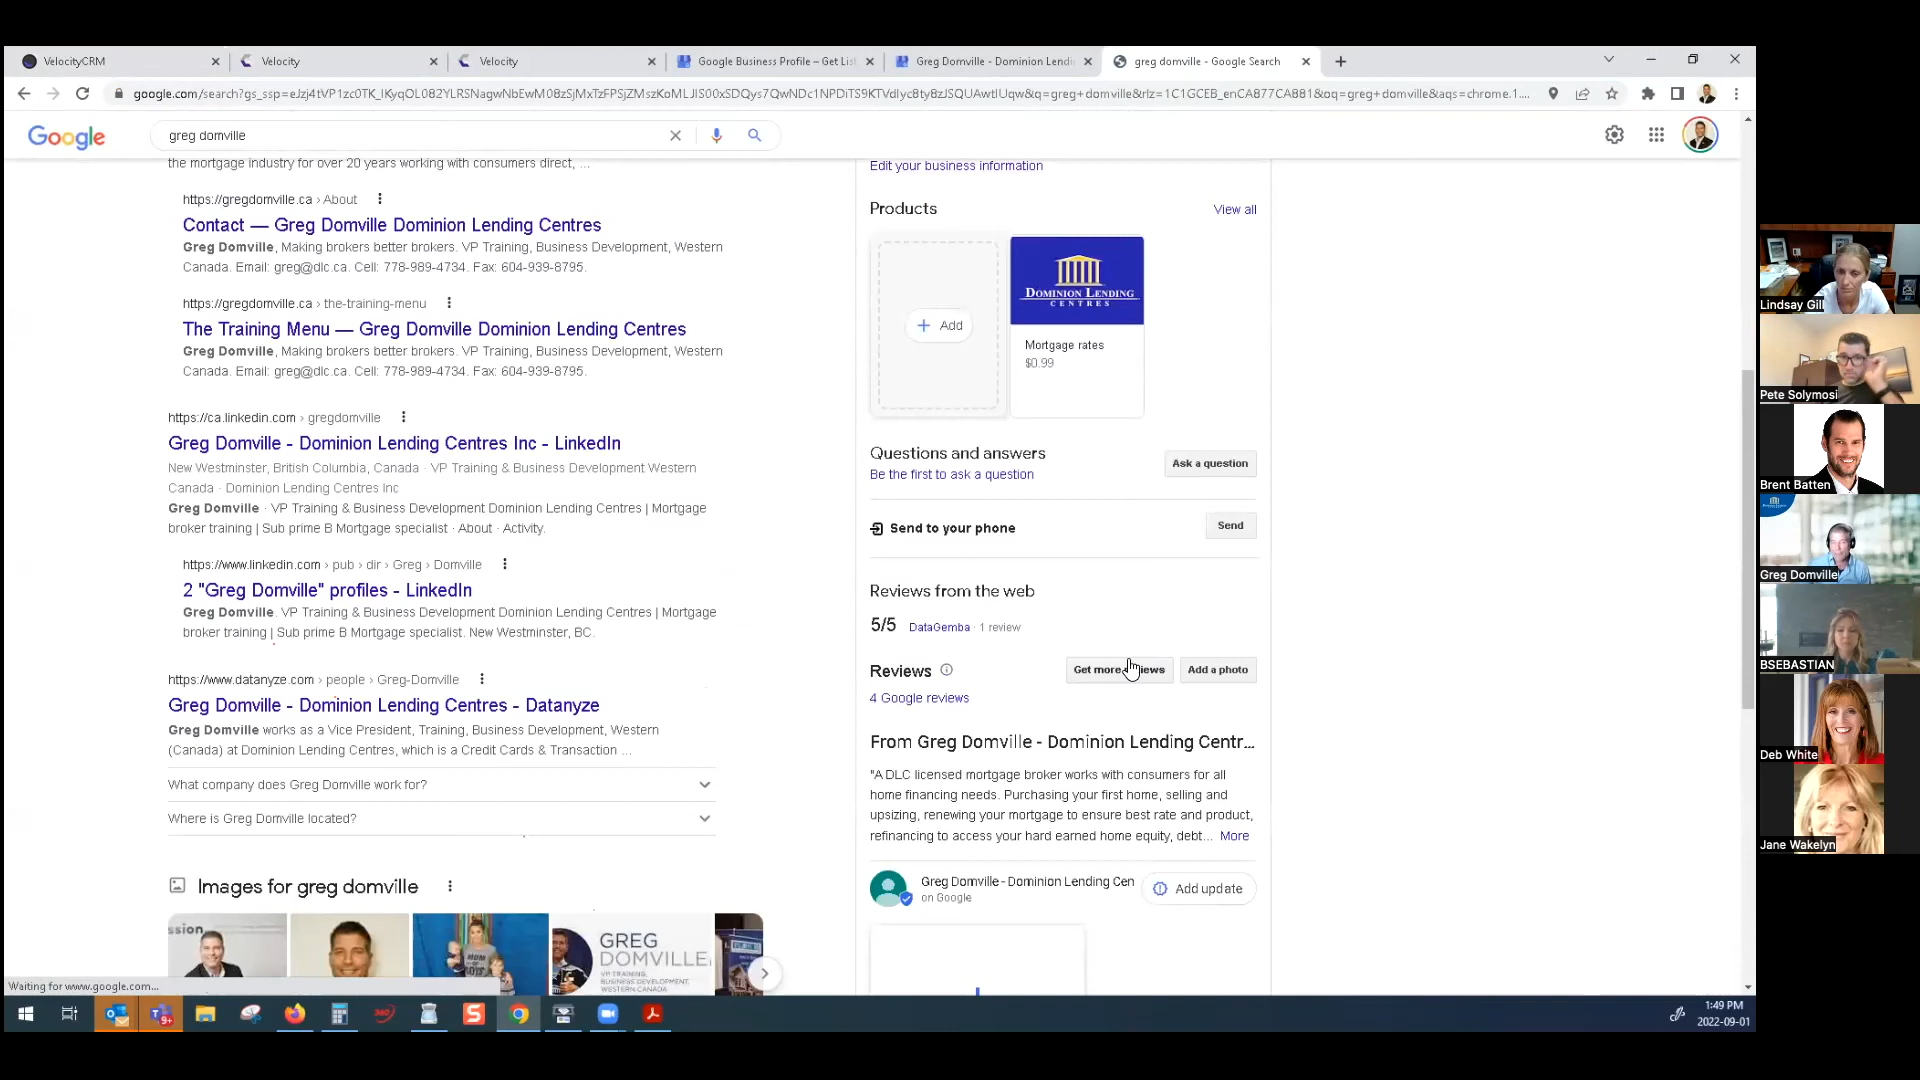 VelocityCRM
Velocity
Velocity
Google Business Profile – Get Lis
Greg Domville - Dominion Lendi
greg domville - Google Search
Google
greg domville
the mortgage industry for over 20 years working with consumers direct, ...
https://gregdomville.ca › About
Contact — Greg Domville Dominion Lending Centres
Greg Domville, Making brokers better brokers. VP Training, Business Development, Western
Canada. Email: greg@dlc.ca. Cell: 778-989-4734. Fax: 604-939-8795.
https://gregdomville.ca › the-training-menu
The Training Menu — Greg Domville Dominion Lending Centres
Greg Domville, Making brokers better brokers. VP Training, Business Development, Western
Canada. Email: greg@dlc.ca. Cell: 778-989-4734. Fax: 604-939-8795.
https://ca.linkedin.com › gregdomville
Greg Domville - Dominion Lending Centres Inc - LinkedIn
New Westminster, British Columbia, Canada · VP Training & Business Development Western
Canada · Dominion Lending Centres Inc
Greg Domville · VP Training & Business Development Dominion Lending Centres | Mortgage
broker training | Sub prime B Mortgage specialist · About · Activity.
https://www.linkedin.com › pub › dir › Greg › Domville
2 "Greg Domville" profiles - LinkedIn
Greg Domville. VP Training & Business Development Dominion Lending Centres | Mortgage
broker training | Sub prime B Mortgage specialist. New Westminster, BC.
https://www.datanyze.com › people › Greg-Domville
Greg Domville - Dominion Lending Centres - Datanyze
Greg Domville works as a Vice President, Training, Business Development, Western
(Canada) at Dominion Lending Centres, which is a Credit Cards & Transaction ...
What company does Greg Domville work for?
Where is Greg Domville located?
Images for greg domville
ssion
GREG
DOMVILLE
VP TRAINING,
BUSINESS DEVELOPMENT,
WESTERN CANADA
Waiting for www.google.com...
Edit your business information
Products
View all
Add
DOMINION LENDING
CENTRES
Mortgage rates
$0.99
Questions and answers
Be the first to ask a question
Ask a question
Send to your phone
Send
Reviews from the web
5/5 DataGemba · 1 review
Reviews
Get more
Add a photo
4 Google reviews
From Greg Domville - Dominion Lending Centr...
"A DLC licensed mortgage broker works with consumers for all
home financing needs. Purchasing your first home, selling and
upsizing, renewing your mortgage to ensure best rate and product,
refinancing to access your hard earned home equity, debt... More
Greg Domville - Dominion Lending Cen
on Google
Add update
Lindsay Gill
Pete Solymosi
Brent Batten
Greg Domville
BSEBASTIAN
Deb White
Jane Wakelyn
9+
360
S
1:49 PM
2022-09-01